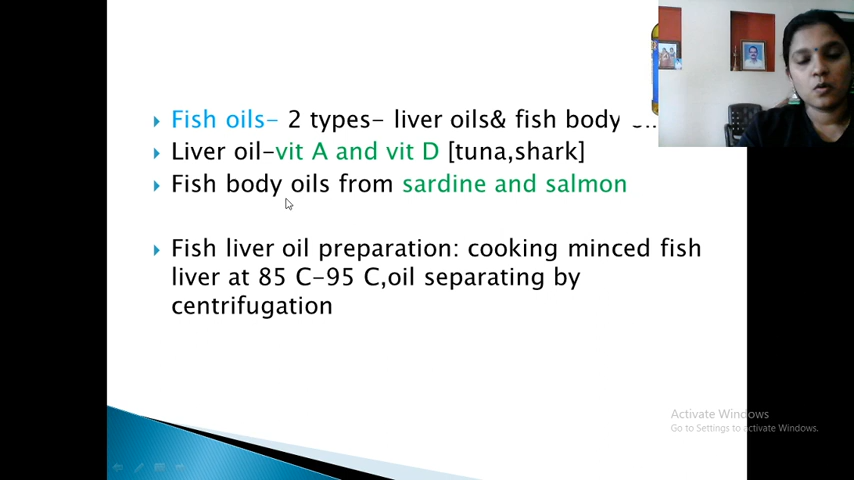 Fish oils- 2 types- liver oils& fish body
Liver oil-vit A and vit D [tuna,shark]
Fish body oils from sardine and salmon
Fish liver oil preparation: cooking minced fish
liver at 85 C-95 C,oil separating by
centrifugation
Activate Windows
Go to Settings to activate Windows.